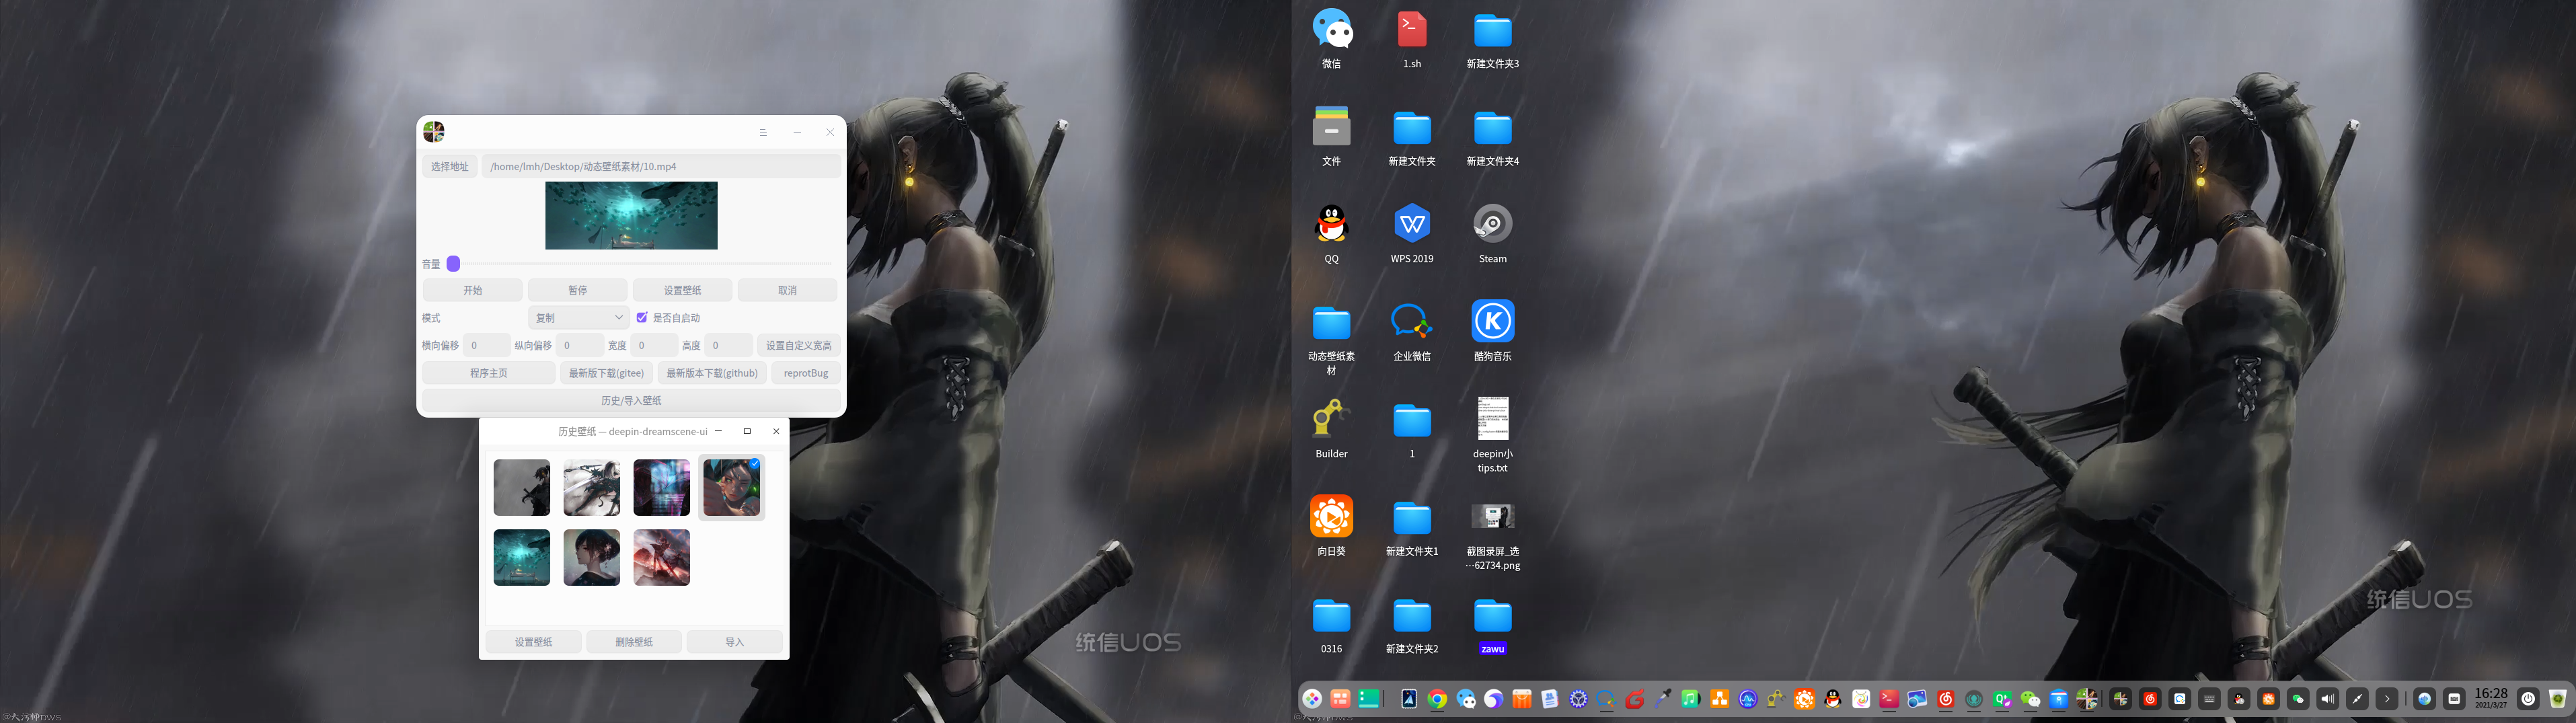 选择地址 /home/lmh/Desktop/动态壁纸素材/10.mp4
音量
开始 暂停 设置壁纸 取消
模式 复制 是否自启动
横向偏移 0 纵向偏移 0 宽度 0 高度 0 设置自定义宽高
程序主页 最新版下载(gitee) 最新版本下载(github) reprotBug
历史/导入壁纸
历史壁纸 — deepin-dreamscene-ui
设置壁纸 删除壁纸 导入
统信UOS
微信 1.sh 新建文件夹3
文件 新建文件夹 新建文件夹4
QQ WPS 2019 Steam
动态壁纸素
材
企业微信 酷狗音乐
Builder 1 deepin小
tips.txt
向日葵 新建文件夹1 截图录屏_选
…62734.png
0316 新建文件夹2 zawu
统信UOS
16:28
2021/3/27